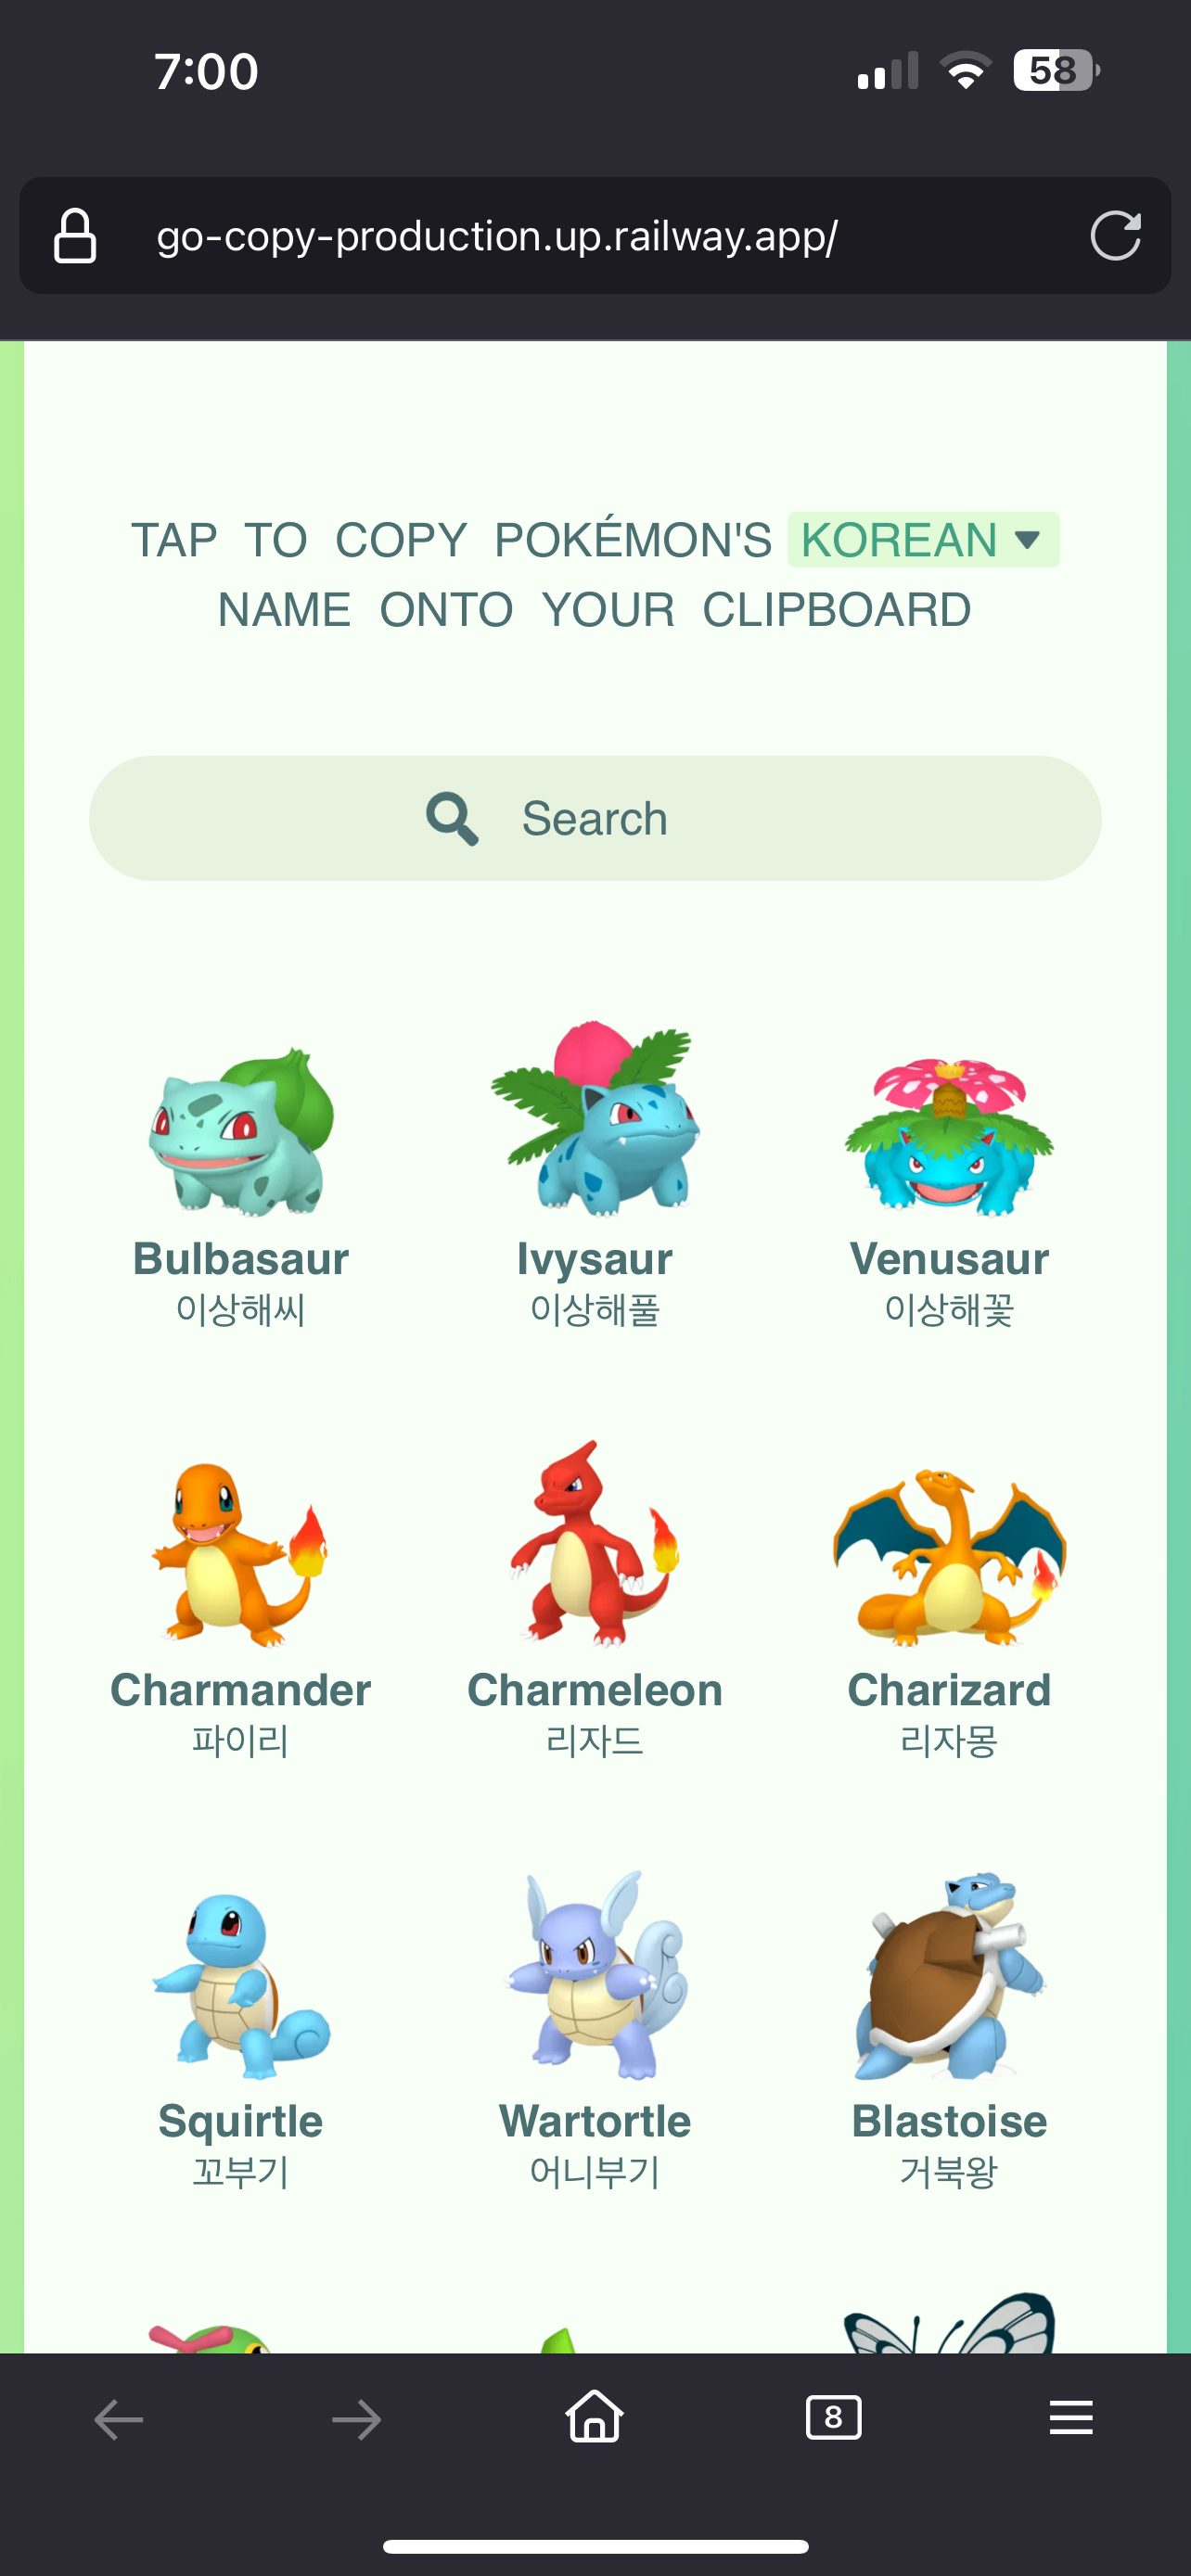 7:00
58
go-copy-production.up.railway.app/
TAP TO COPY POKÉMON'S KOREAN
NAME ONTO YOUR CLIPBOARD
Search
Bulbasaur Ivysaur Venusaur
이상해씨 이상해풀 이상해꽃
Charmander Charmeleon Charizard
파이리 리자드 리자몽
Squirtle Wartortle Blastoise
꼬부기 어니부기 거북왕
8